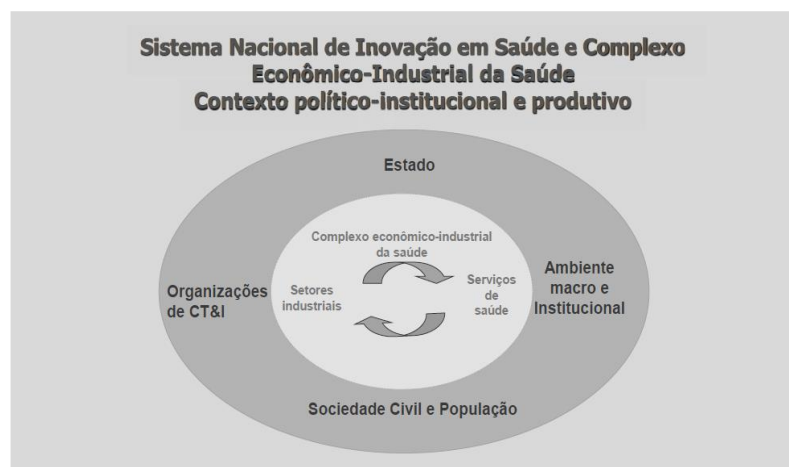 Sistema Nacional de Inovação em Saúde e Complexo
Econômico-Industrial da Saúde
Contexto político-institucional e produtivo
Estado
Complexo econômico-industrial
da saúde
Organizações
de CT&I
Setores
industriais
Serviços
de
saúde
Ambiente
macro e
Institucional
Sociedade Civil e População